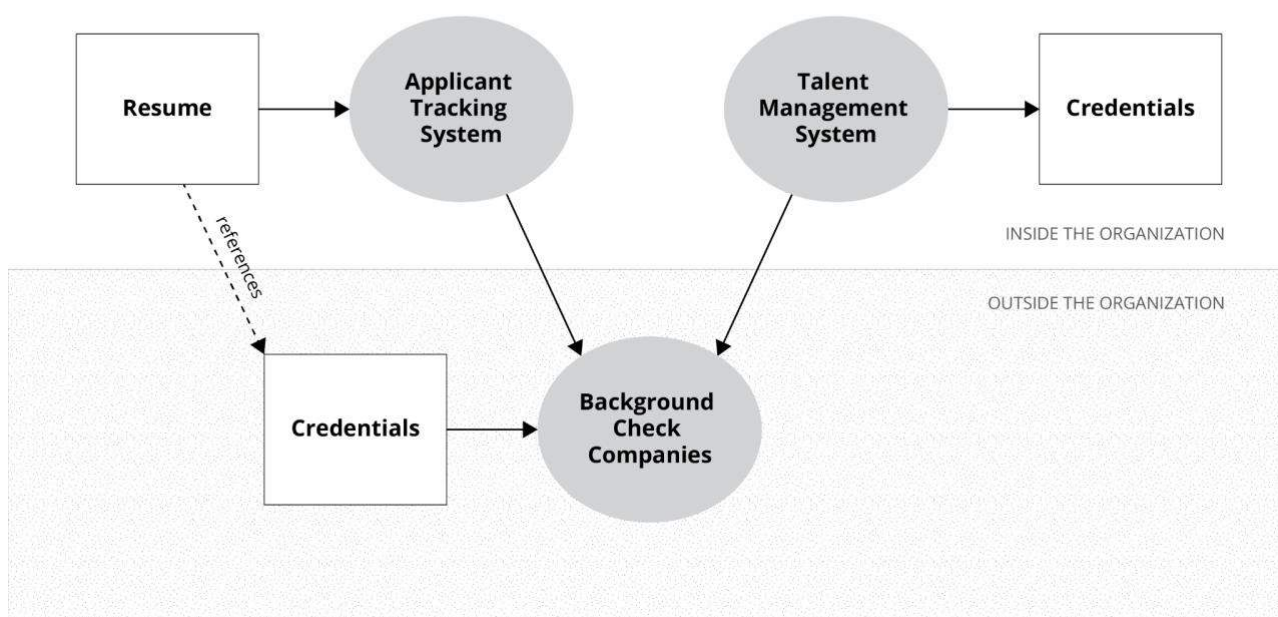 Resume
Applicant
Tracking
System
Talent
Management
System
Credentials
references
INSIDE THE ORGANIZATION
OUTSIDE THE ORGANIZATION
Credentials
Background
Check
Companies